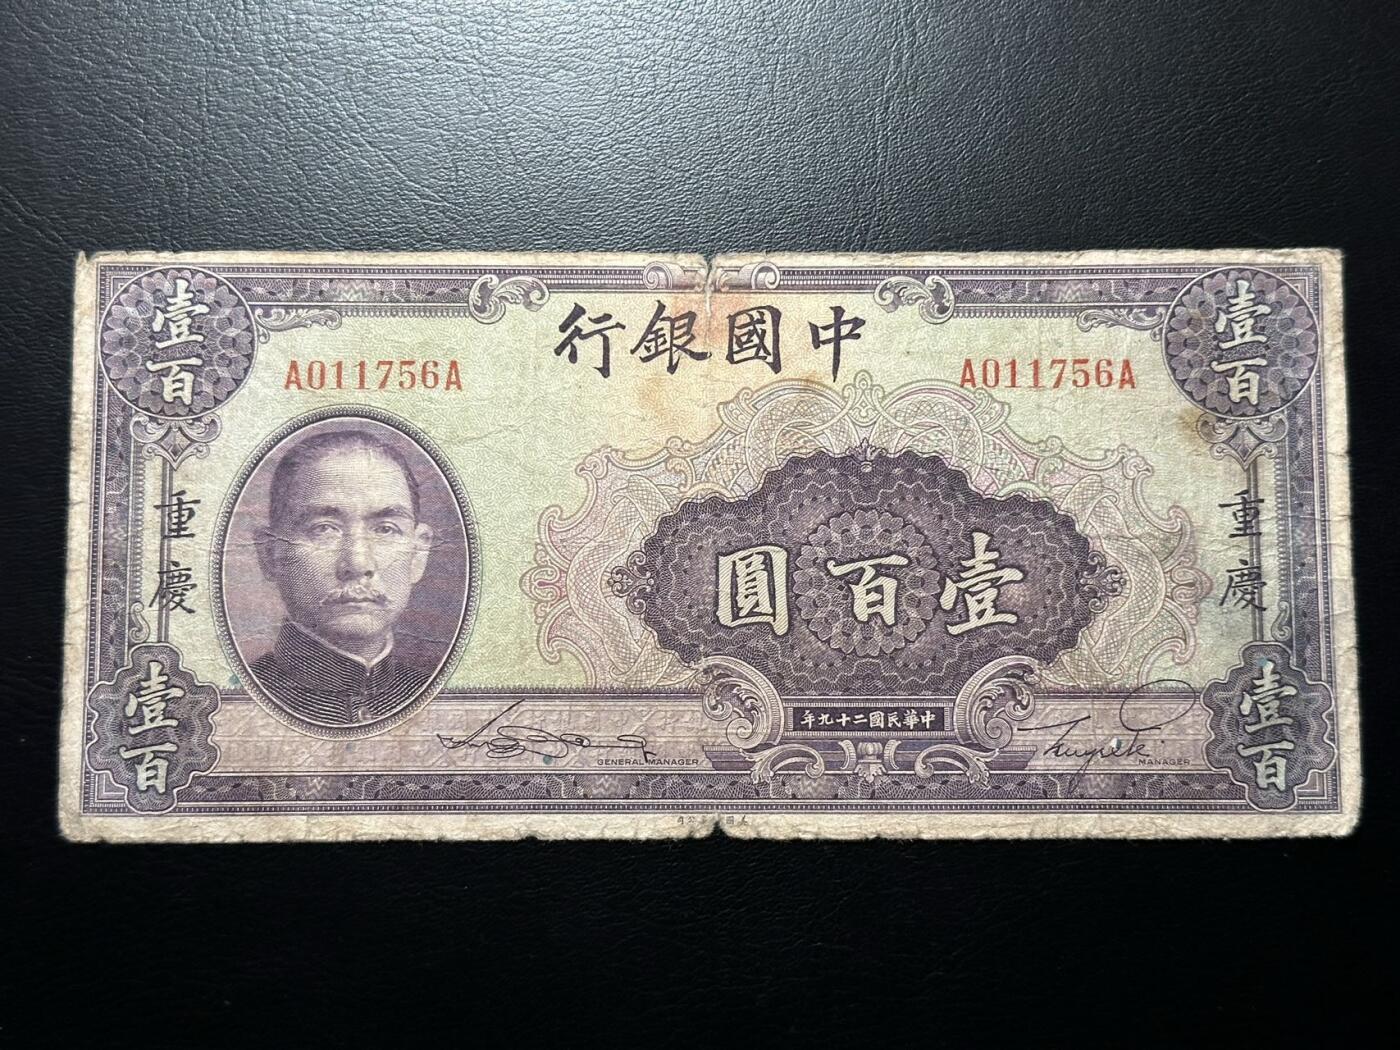 中國銀行
A011756A
A011756A
壹百
壹百
重慶
重慶
壹百圓
中華民國二十九年
壹百
壹百
GENERAL MANAGER
MANAGER